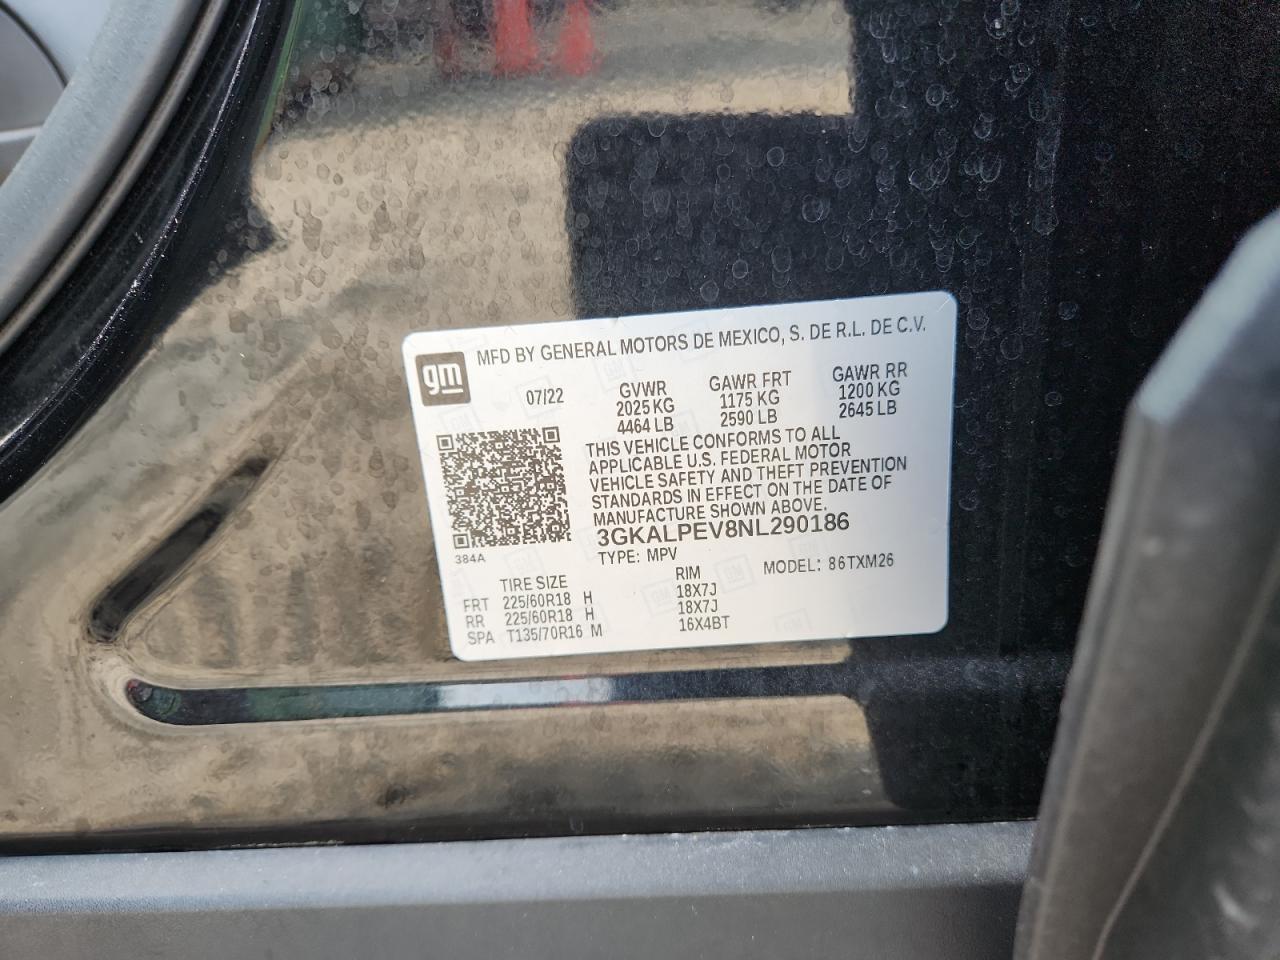 gm
MFD BY GENERAL MOTORS DE MEXICO, S. DE R.L. DE C.V.
07/22 GVWR GAWR FRT GAWR RR
2025 KG 1175 KG 1200 KG
4464 LB 2590 LB 2645 LB
THIS VEHICLE CONFORMS TO ALL
APPLICABLE U.S. FEDERAL MOTOR
VEHICLE SAFETY AND THEFT PREVENTION
STANDARDS IN EFFECT ON THE DATE OF
MANUFACTURE SHOWN ABOVE.
3GKALPEV8NL290186
384A
TYPE: MPV MODEL: 86TXM26
TIRE SIZE RIM
FRT 225/60R18 H 18X7J
RR 225/60R18 H 18X7J
SPA T135/70R16 M 16X4BT